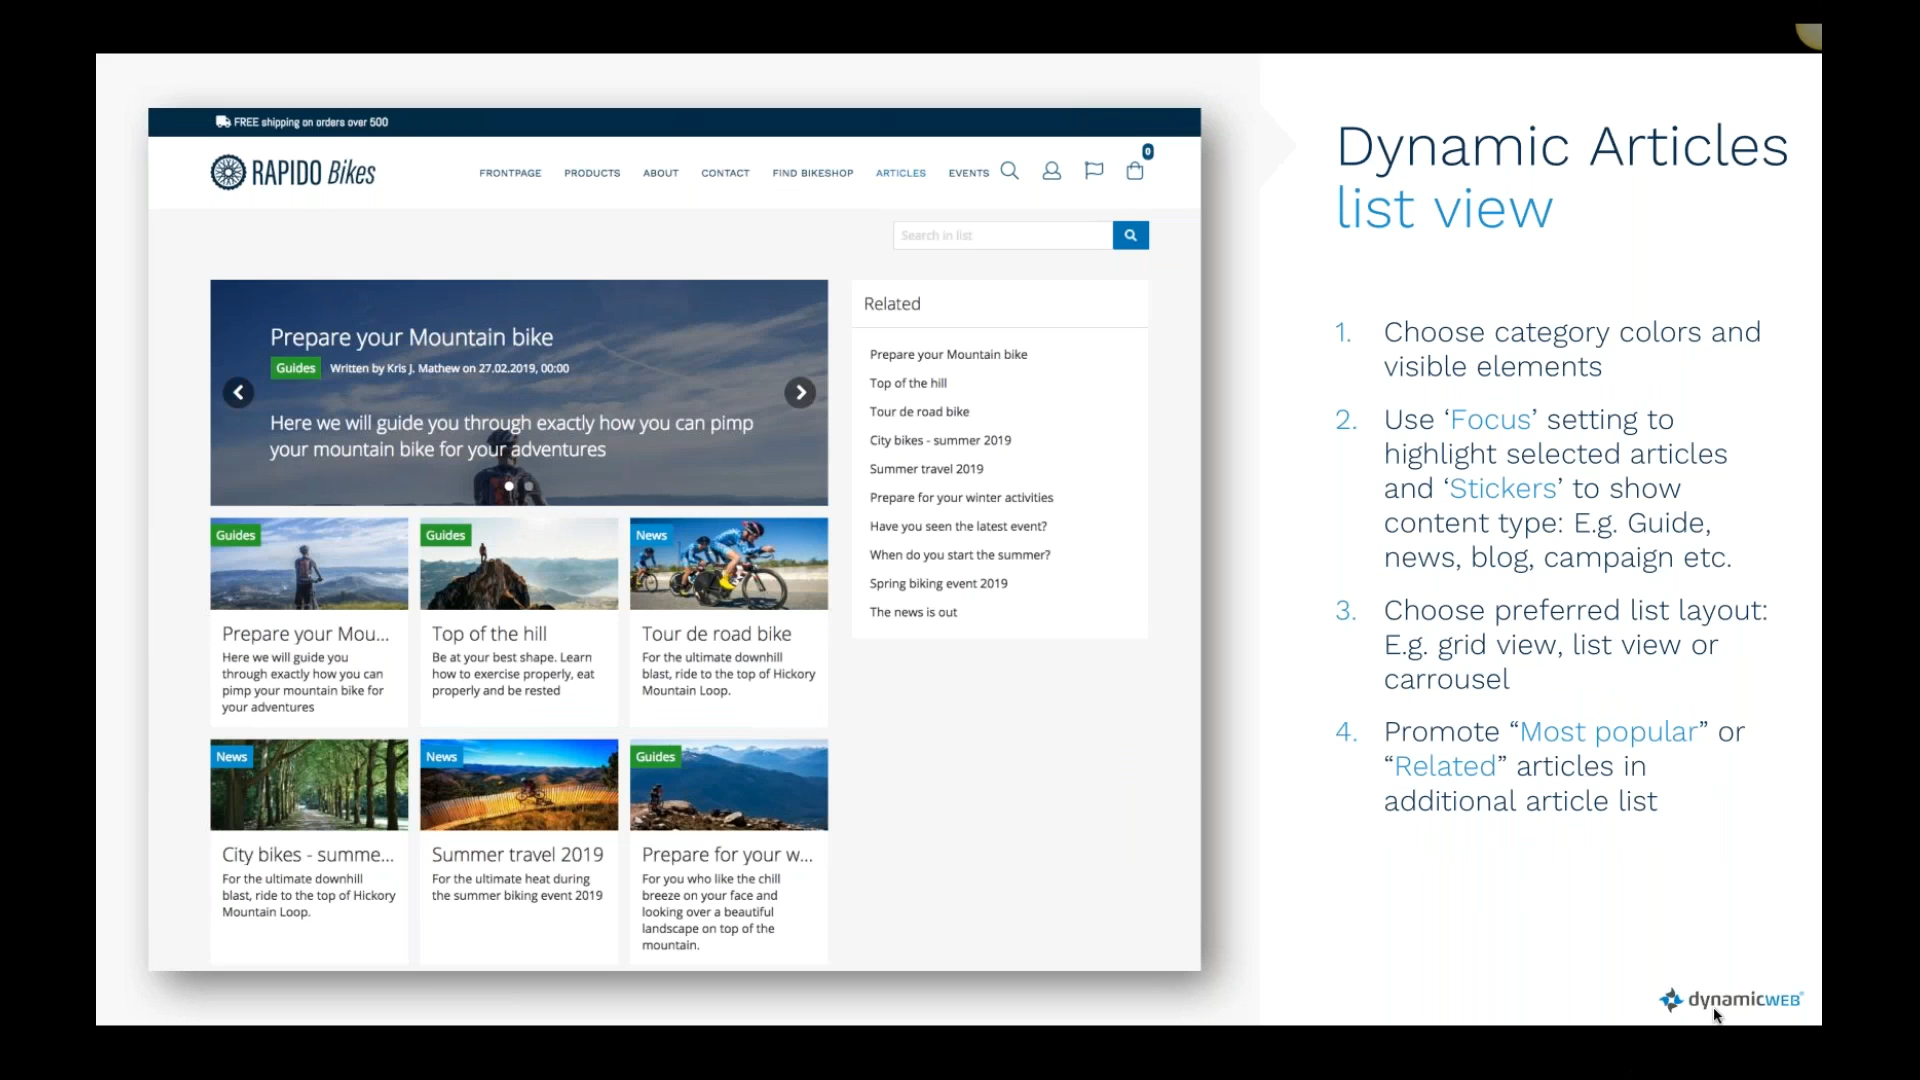 FREE shipping on orders over 500
RAPIDO Bikes
FRONTPAGE PRODUCTS ABOUT CONTACT FIND BIKESHOP ARTICLES EVENTS
0
Search in list
Prepare your Mountain bike
Guides Written by Kris J. Mathew on 27.02.2019, 00:00
Here we will guide you through exactly how you can pimp
your mountain bike for your adventures
Related
Prepare your Mountain bike
Top of the hill
Tour de road bike
City bikes - summer 2019
Summer travel 2019
Prepare for your winter activities
Have you seen the latest event?
When do you start the summer?
Spring biking event 2019
The news is out
Guides
Prepare your Mou...
Here we will guide you
through exactly how you can
pimp your mountain bike for
your adventures
Guides
Top of the hill
Be at your best shape. Learn
how to exercise properly, eat
properly and be rested
News
Tour de road bike
For the ultimate downhill
blast, ride to the top of Hickory
Mountain Loop.
News
City bikes - summe...
For the ultimate downhill
blast, ride to the top of Hickory
Mountain Loop.
News
Summer travel 2019
For the ultimate heat during
the summer biking event 2019
Guides
Prepare for your w...
For you who like the chill
breeze on your face and
looking over a beautiful
landscape on top of the
mountain.
Dynamic Articles
list view
1. Choose category colors and
visible elements
2. Use ‘Focus’ setting to
highlight selected articles
and ‘Stickers’ to show
content type: E.g. Guide,
news, blog, campaign etc.
3. Choose preferred list layout:
E.g. grid view, list view or
carrousel
4. Promote “Most popular” or
“Related” articles in
additional article list
dynamicWEB